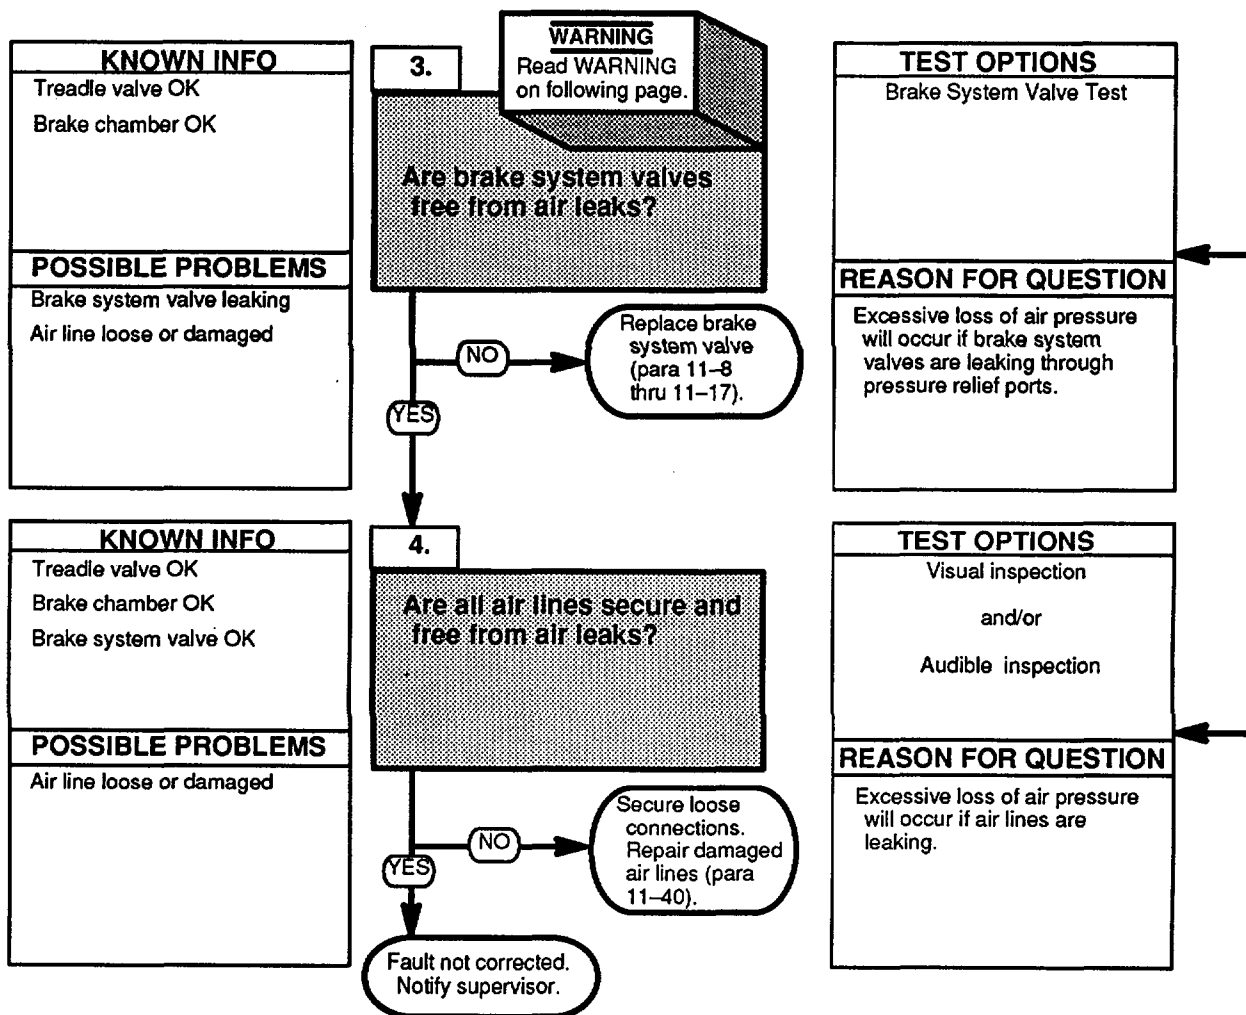 KNOWN INFO
Treadle valve OK
Brake chamber OK
POSSIBLE PROBLEMS
Brake system valve leaking
Air line loose or damaged
3.
WARNING
Read WARNING
on following page.
Are brake system valves
free from air leaks?
NO
Replace brake
system valve
(para 11–8
thru 11–17).
YES
TEST OPTIONS
Brake System Valve Test
REASON FOR QUESTION
Excessive loss of air pressure
will occur if brake system
valves are leaking through
pressure relief ports.
KNOWN INFO
Treadle valve OK
Brake chamber OK
Brake system valve OK
POSSIBLE PROBLEMS
Air line loose or damaged
4.
Are all air lines secure and
free from air leaks?
NO
Secure loose
connections.
Repair damaged
air lines (para
11–40).
YES
Fault not corrected.
Notify supervisor.
TEST OPTIONS
Visual inspection
and/or
Audible inspection
REASON FOR QUESTION
Excessive loss of air pressure
will occur if air lines are
leaking.